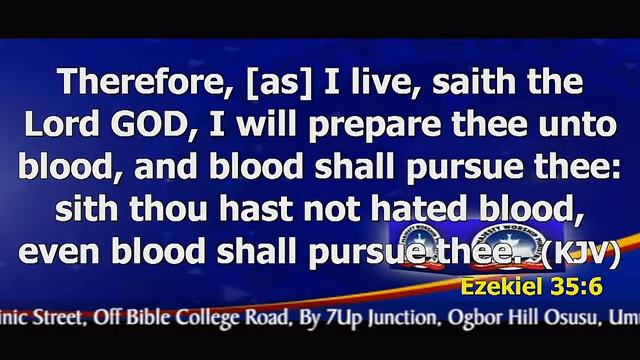 Therefore, [as] I live, saith the
Lord GOD, I will prepare thee unto
blood, and blood shall pursue thee:
sith thou hast not hated blood,
even blood shall pursue thee. (KJV)
Ezekiel 35:6
Street, Off Bible College Road, By 7Up Junction, Ogbor Hill Osusu,